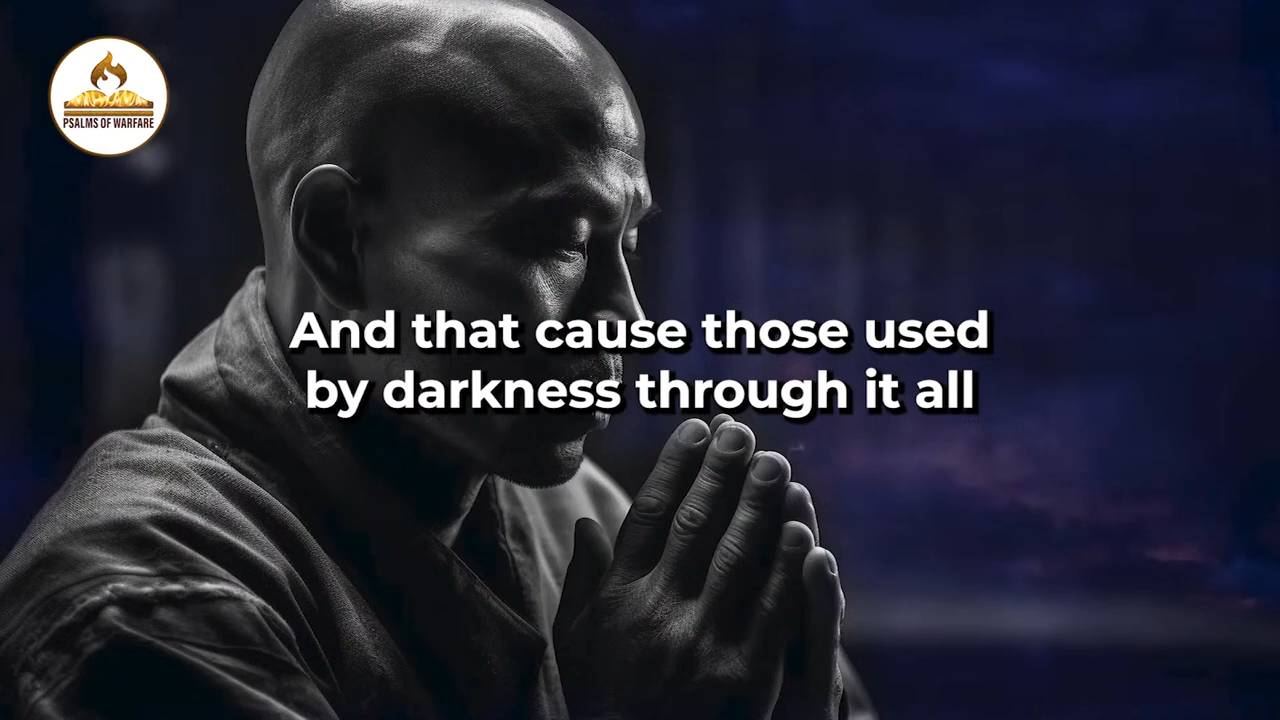 PSALMS OF WARFARE
And that cause those used
by darkness through it all